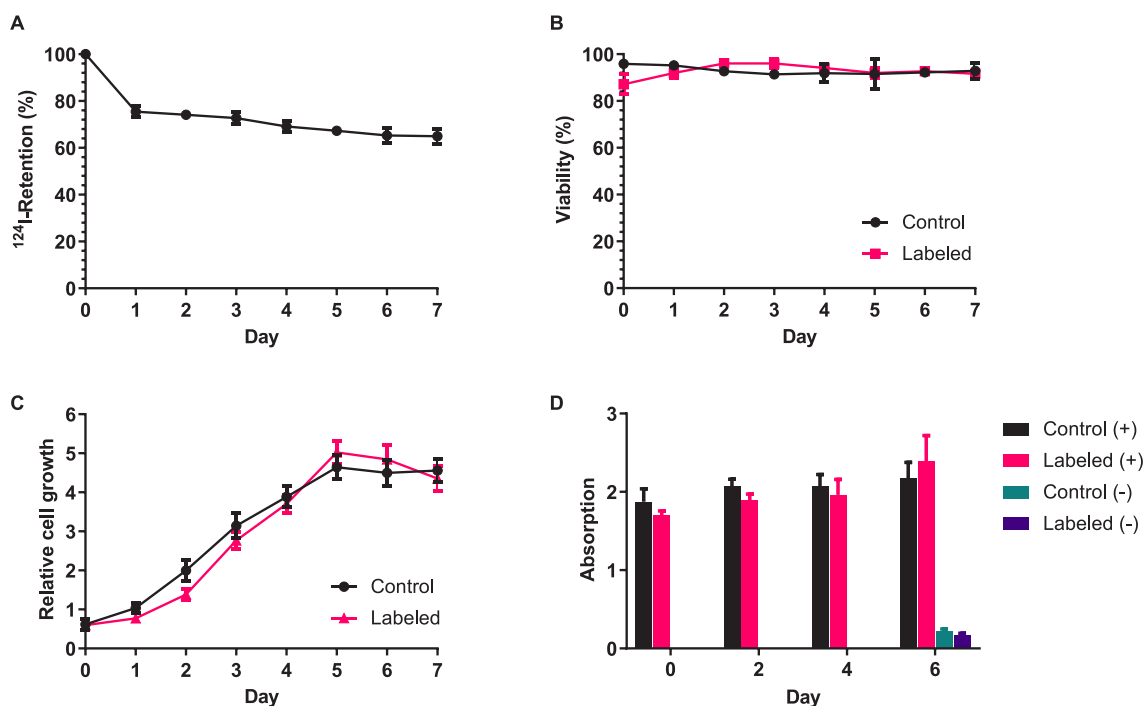 A
100
80
60
40
20
0
¹²⁴I-Retention (%)
0 1 2 3 4 5 6 7
Day
B
100
80
60
40
20
0
Viability (%)
Control
Labeled
0 1 2 3 4 5 6 7
Day
C
6
5
4
3
2
1
0
Relative cell growth
Control
Labeled
0 1 2 3 4 5 6 7
Day
D
3
2
1
0
Absorption
0 2 4 6
Day
Control (+)
Labeled (+)
Control (-)
Labeled (-)